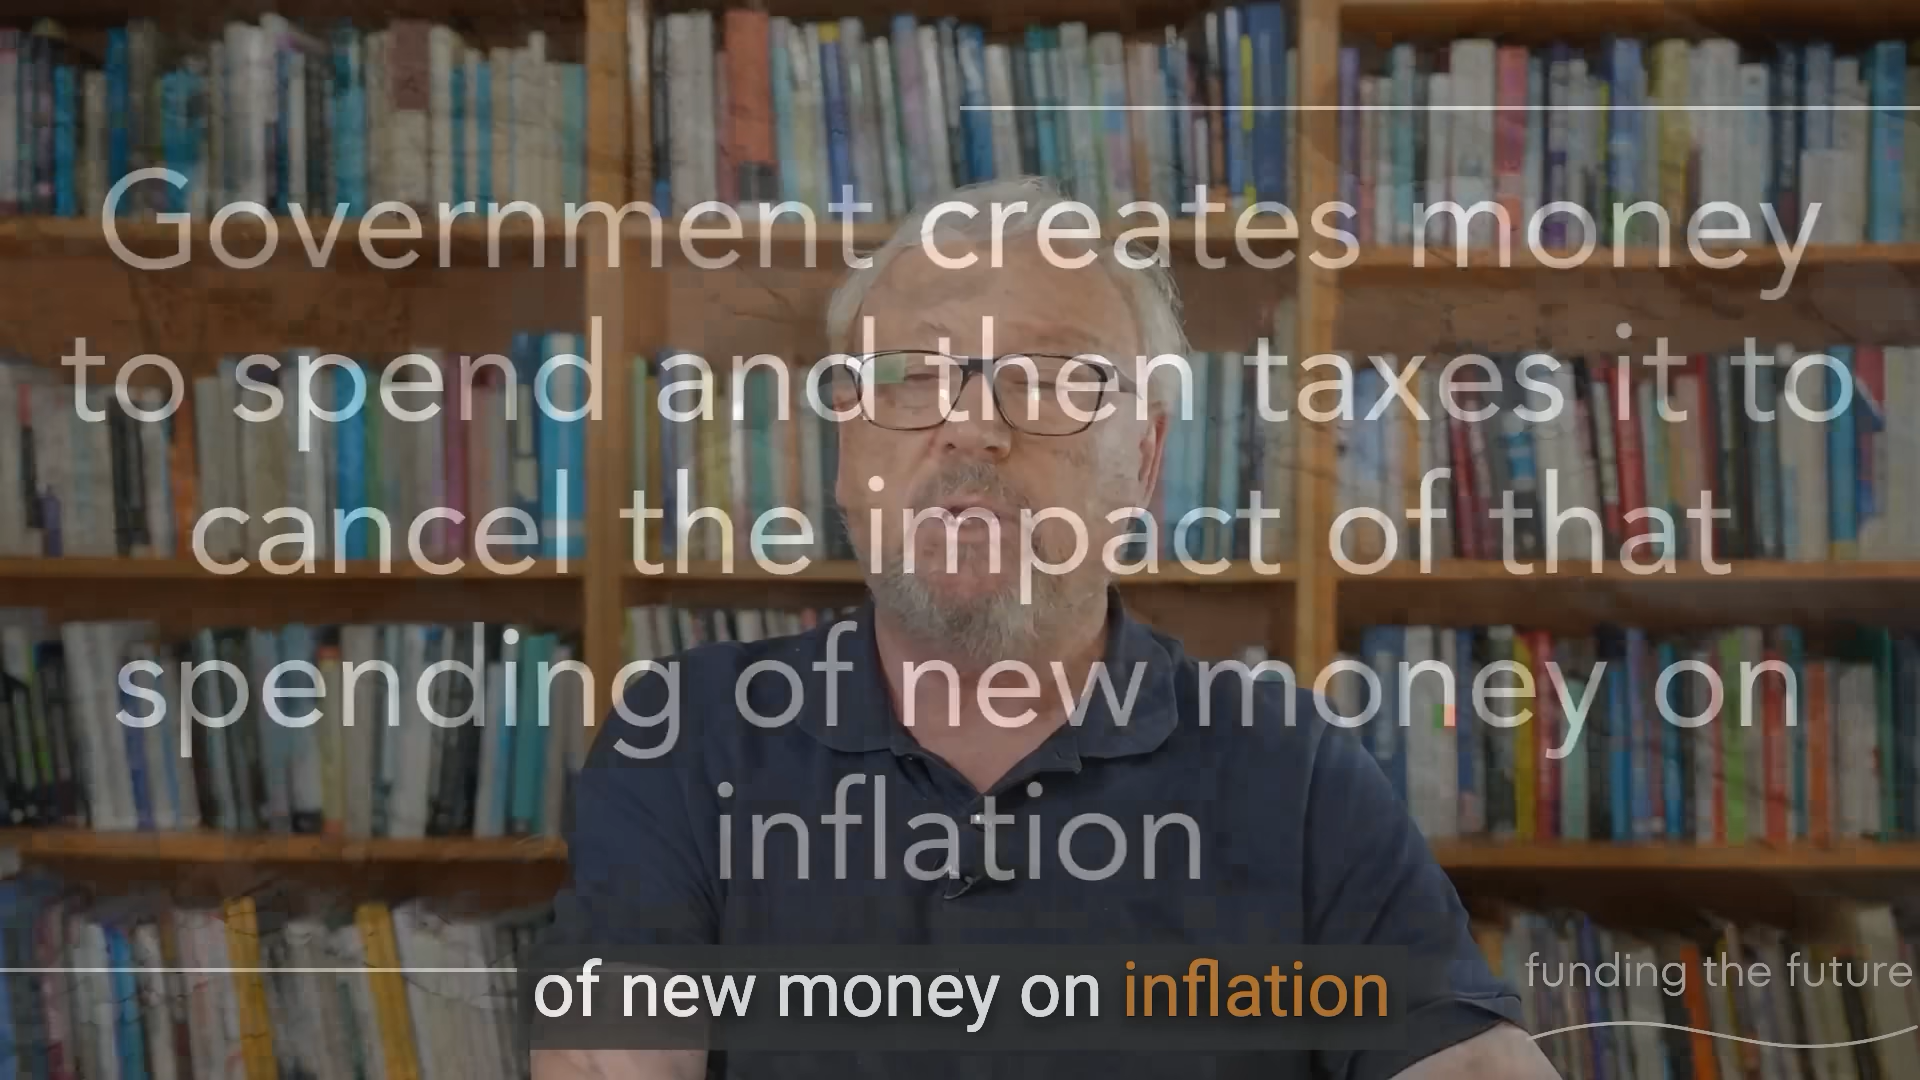 Government creates money
to spend and then taxes it to
cancel the impact of that
spending of new money on
inflation
of new money on inflation
funding the future